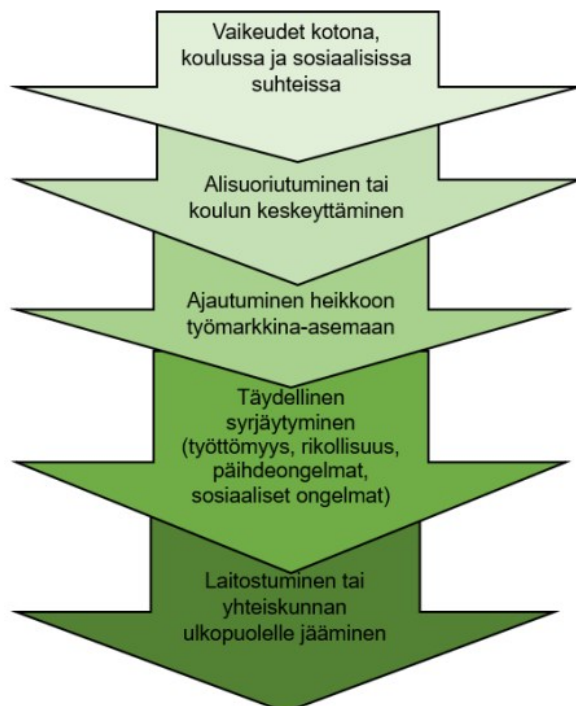 Vaikeudet kotona,
koulussa ja sosiaalisissa
suhteissa
Alisuoriutuminen tai
koulun keskeyttäminen
Ajautuminen heikkoon
työmarkkina-asemaan
Täydellinen
syrjäytyminen
(työttömyys, rikollisuus,
päihdeongelmat,
sosiaaliset ongelmat)
Laitostuminen tai
yhteiskunnan
ulkopuolelle jääminen